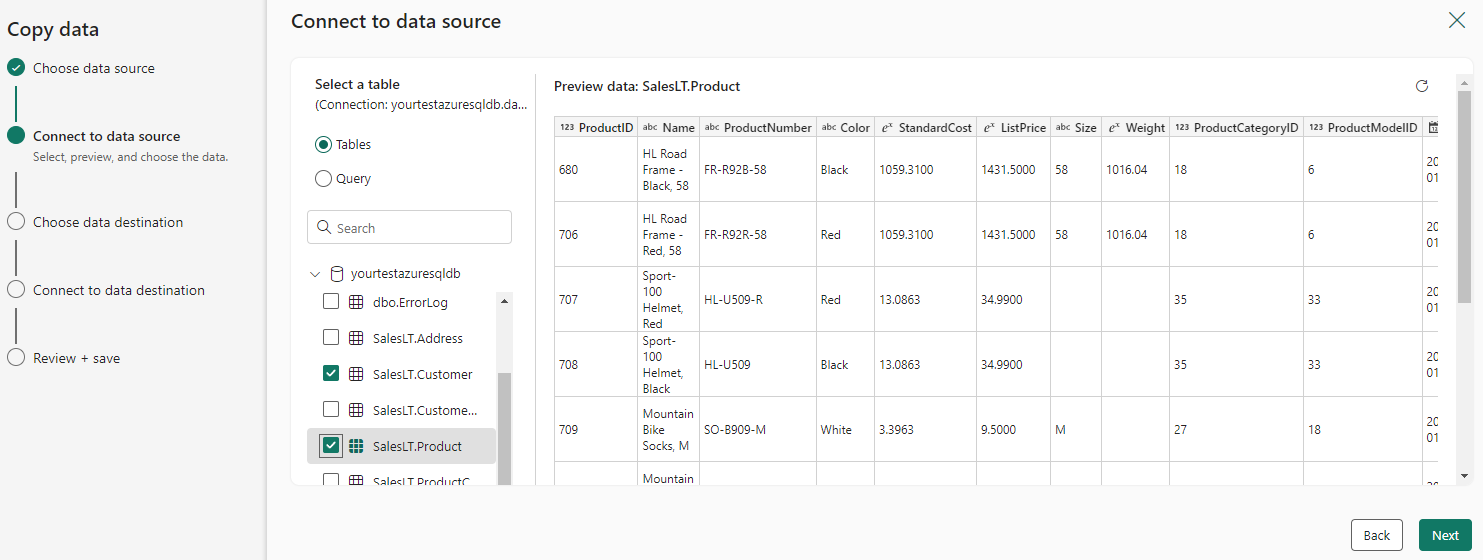 Copy data
Choose data source
Connect to data source
Select, preview, and choose the data.
Choose data destination
Connect to data destination
Review + save
Connect to data source
Select a table
(Connection: yourtestazuresqldb.da...
Tables
Query
Search
yourtestazuresqldb
dbo.ErrorLog
SalesLT.Address
SalesLT.Customer
SalesLT.Custome...
SalesLT.Product
SalesLT.ProductC
Preview data: SalesLT.Product
123 ProductID abc Name abc ProductNumber abc Color eˣ StandardCost eˣ ListPrice abc Size eˣ Weight 123 ProductCategoryID 123 ProductModelID
680 HL Road Frame - Black, 58 FR-R92B-58 Black 1059.3100 1431.5000 58 1016.04 18 6 20 01
706 HL Road Frame - Red, 58 FR-R92R-58 Red 1059.3100 1431.5000 58 1016.04 18 6 20 01
707 Sport-100 Helmet, Red HL-U509-R Red 13.0863 34.9900 35 33 20 01
708 Sport-100 Helmet, Black HL-U509 Black 13.0863 34.9900 35 33 20 01
709 Mountain Bike Socks, M SO-B909-M White 3.3963 9.5000 M 27 18 20 01
Mountain
Back
Next